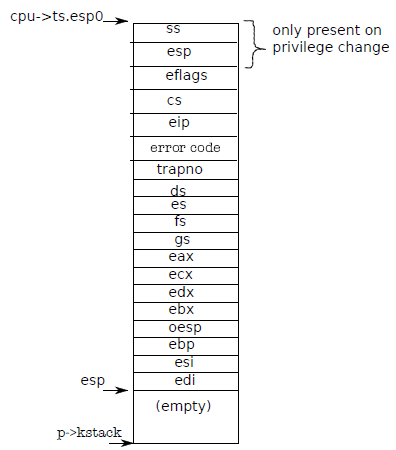 cpu->ts.esp0
ss
only present on
privilege change
esp
eflags
cs
eip
error code
trapno
ds
es
fs
gs
eax
ecx
edx
ebx
oesp
ebp
esi
esp
edi
(empty)
p->kstack